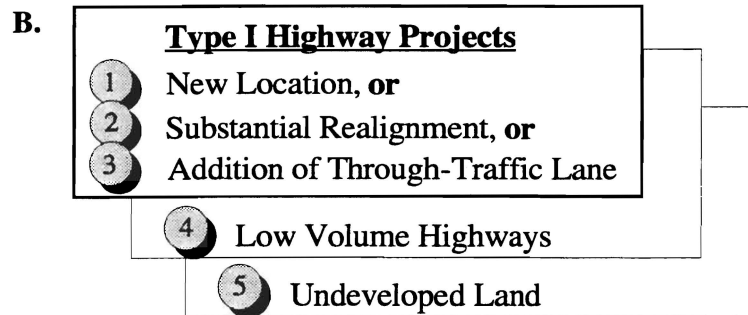 B.
Type I Highway Projects
1 New Location, or
2 Substantial Realignment, or
3 Addition of Through-Traffic Lane
4 Low Volume Highways
5 Undeveloped Land